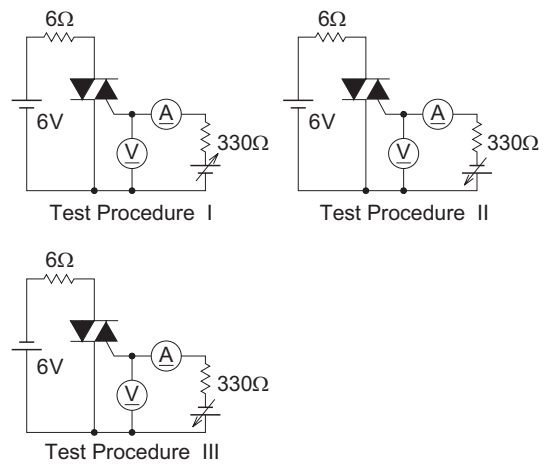 6Ω
6V
A
V
330Ω
Test Procedure I
6Ω
6V
A
V
330Ω
Test Procedure II
6Ω
6V
A
V
330Ω
Test Procedure III